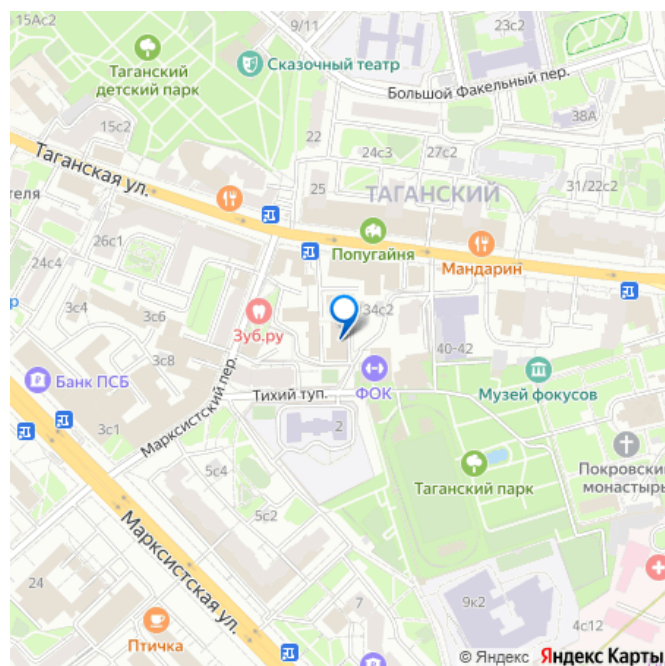 9/11
23с2
15Ас2
Таганский
детский парк
Сказочный театр
Большой Факельный пер.
38А
15с2
22
24с3
27с2
Таганская ул.
25
ТАГАНСКИЙ
31/22с2
теля
26с1
Попугайня
Мандарин
24с4
3с4
3с6
34с2
р
Зуб.ру
40-42
3с8
Банк ПСБ
Марксистский пер.
Тихий туп.
ФОК
Музей фокусов
3с1
2
Покровский
монастырь
5с4
Таганский парк
5с2
Марксистская ул.
24
9к2
4с12
Птичка
© Яндекс Яндекс Карты